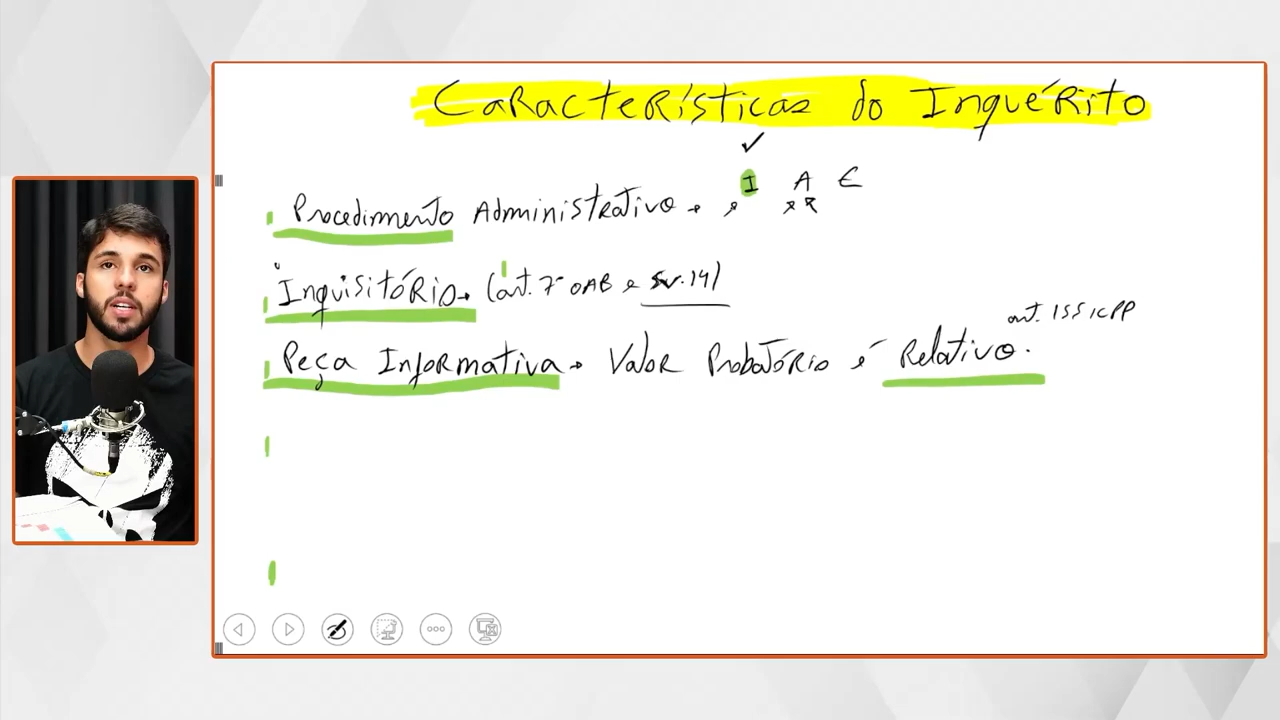 Características do Inquérito
✓
I A E
Procedimento Administrativo →
Inquisitório → (art. 7º OAB e SV.14)
art. 155 CPP
Peça Informativa → Valor Probatório é Relativo.